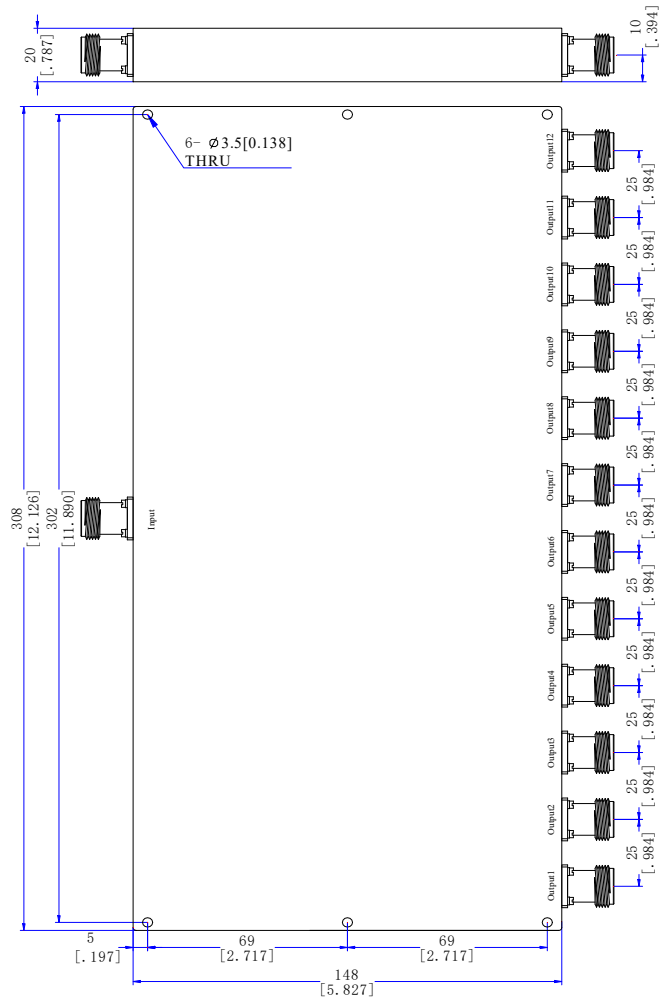 20
[.787]
10
[.394]
6- Ø3.5[0.138]
THRU
Output12
25
[.984]
Output11
25
[.984]
Output10
25
[.984]
Output9
25
[.984]
Output8
25
[.984]
Output7
25
[.984]
Output6
25
[.984]
Output5
25
[.984]
Output4
25
[.984]
Output3
25
[.984]
Output2
25
[.984]
Output1
308
[12.126]
302
[11.890]
Input
5
[.197]
69
[2.717]
69
[2.717]
148
[5.827]